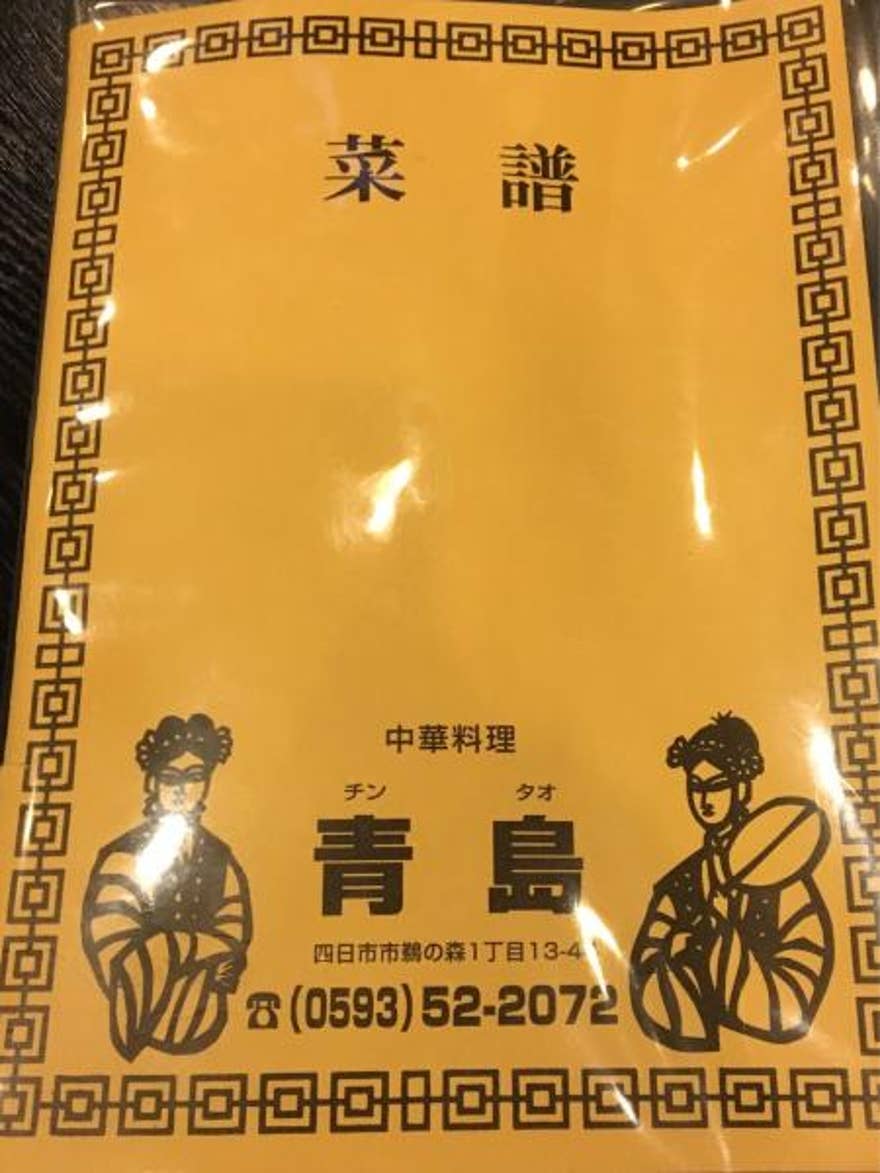 菜譜
中華料理
チンタオ
青島
四日市市鵜の森1丁目13-4
☎(0593)52-2072